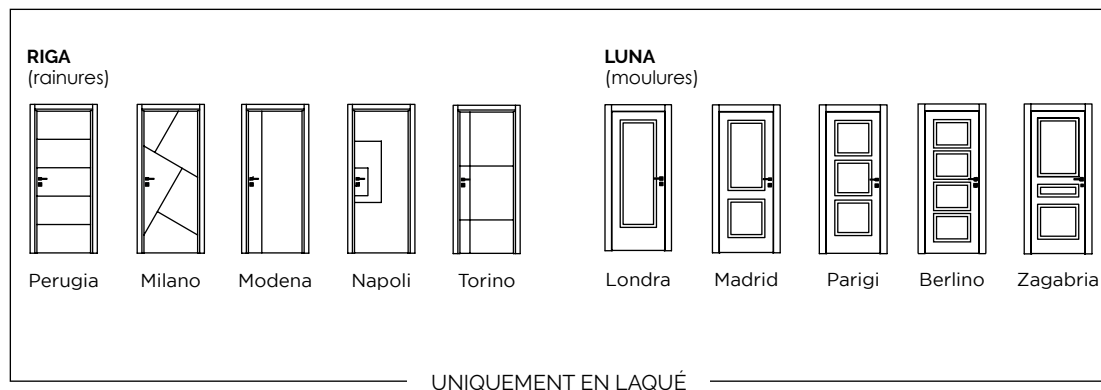 RIGA
(rainures)
Perugia
Milano
Modena
Napoli
Torino
LUNA
(moulures)
Londra
Madrid
Parigi
Berlino
Zagabria
UNIQUEMENT EN LAQUÉ